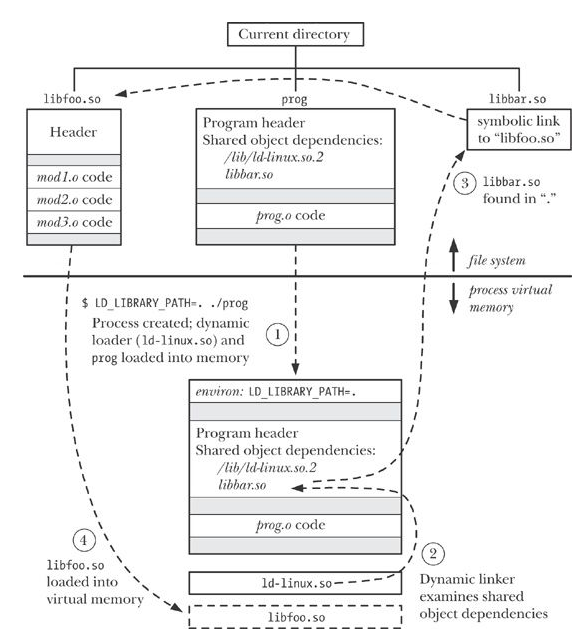 Current directory
libfoo.so
prog
libbar.so
Header
mod1.o code
mod2.o code
mod3.o code
Program header
Shared object dependencies:
/lib/ld-linux.so.2
libbar.so
prog.o code
symbolic link
to “libfoo.so”
3 libbar.so
found in “.”
file system
process virtual
memory
$ LD_LIBRARY_PATH=. ./prog
Process created; dynamic
loader (ld-linux.so) and
prog loaded into memory
1
environ: LD_LIBRARY_PATH=.
Program header
Shared object dependencies:
/lib/ld-linux.so.2
libbar.so
prog.o code
4
libfoo.so
loaded into
virtual memory
2
Dynamic linker
examines shared
object dependencies
ld-linux.so
libfoo.so